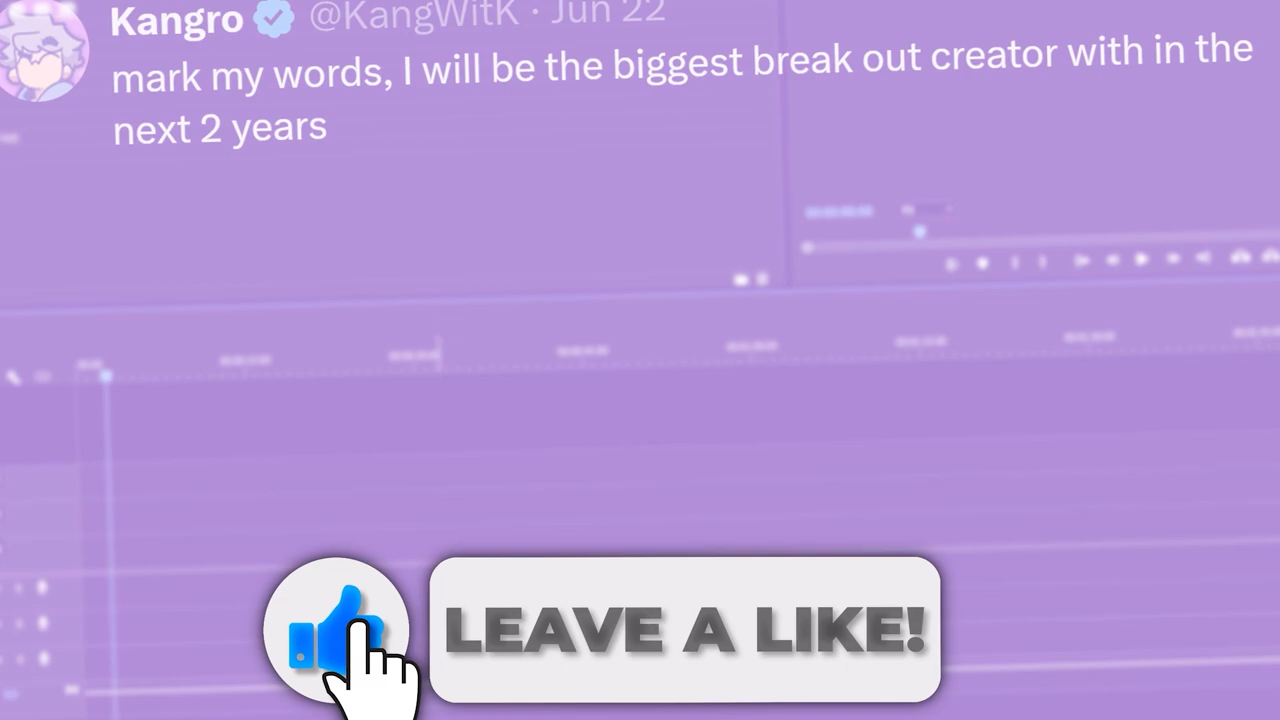 Kangro @KangWitK · Jun 22
mark my words, I will be the biggest break out creator with in the
next 2 years
LEAVE A LIKE!